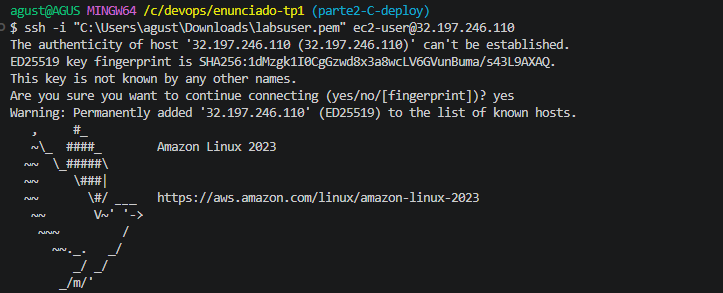 agust@AGUS MINGW64 /c/devops/enunciado-tp1 (parte2-C-deploy)
$ ssh -i "C:\Users\agust\Downloads\labsuser.pem" ec2-user@32.197.246.110
The authenticity of host '32.197.246.110 (32.197.246.110)' can't be established.
ED25519 key fingerprint is SHA256:1dMzgk1I0CgGzwd8x3a8wcLV6GVunBuma/s43L9AXAQ.
This key is not known by any other names.
Are you sure you want to continue connecting (yes/no/[fingerprint])? yes
Warning: Permanently added '32.197.246.110' (ED25519) to the list of known hosts.
   ,     #_
   ~\_  ####_        Amazon Linux 2023
  ~~  \_#####\
  ~~     \###|
  ~~       \#/ ___   https://aws.amazon.com/linux/amazon-linux-2023
   ~~       V~' '->
    ~~~         /
      ~~._.   _/
         _/ _/
       _/m/'